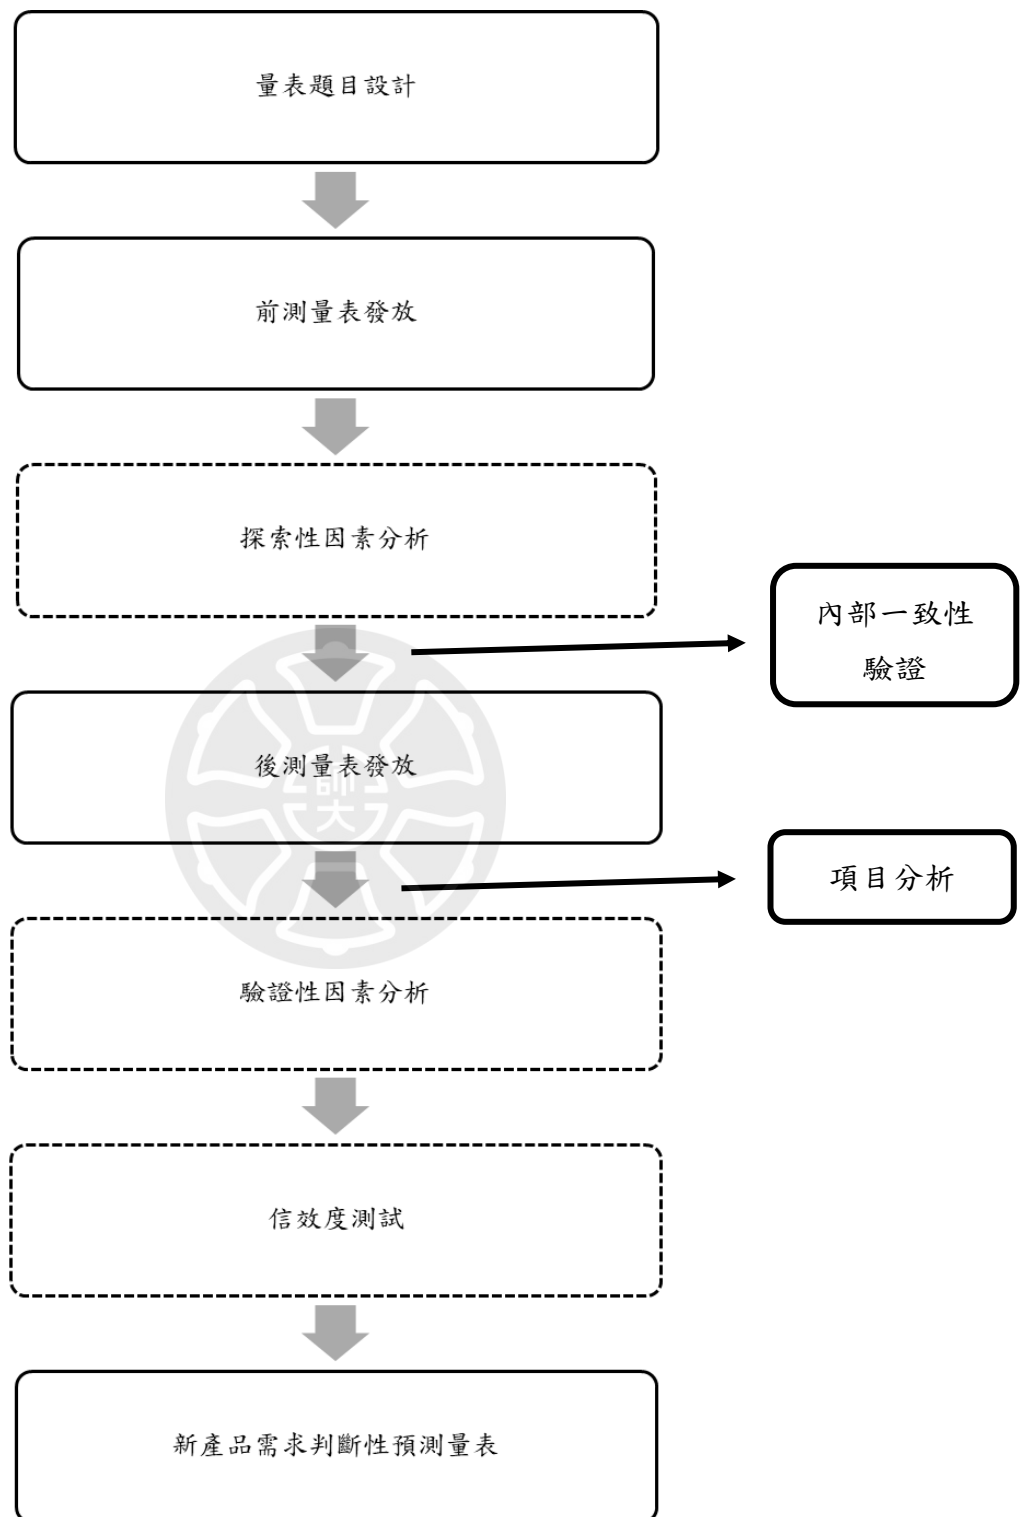 量表題目設計
前測量表發放
探索性因素分析
內部一致性
驗證
後測量表發放
師大
項目分析
驗證性因素分析
信效度測試
新產品需求判斷性預測量表